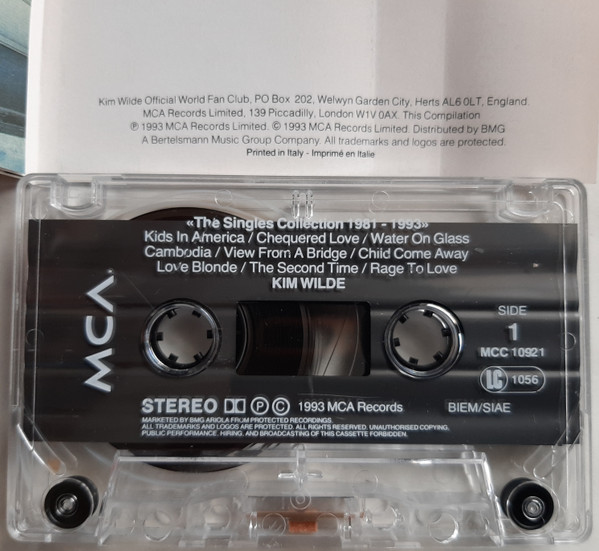 Kim Wilde Official World Fan Club, PO Box 202, Welwyn Garden City, Herts AL6 0LT, England.
MCA Records Limited, 139 Piccadilly, London W1V 0AX. This Compilation
℗ 1993 MCA Records Limited. © 1993 MCA Records Limited. Distributed by BMG
A Bertelsmann Music Group Company. All trademarks and logos are protected.
Printed in Italy - Imprimé en Italie
«The Singles Collection 1981 - 1993»
Kids In America / Chequered Love / Water On Glass
Cambodia / View From A Bridge / Child Come Away
Love Blonde / The Second Time / Rage To Love
KIM WILDE
MCA
SIDE
1
MCC 10921
LC 1056
STEREO ℗ © 1993 MCA Records
BIEM/SIAE
MARKETED BY BMG ARIOLA FROM PROTECTED RECORDINGS.
ALL TRADEMARKS AND LOGOS ARE PROTECTED. ALL RIGHTS RESERVED. UNAUTHORISED COPYING,
PUBLIC PERFORMANCE, HIRING, AND BROADCASTING OF THIS CASSETTE FORBIDDEN.